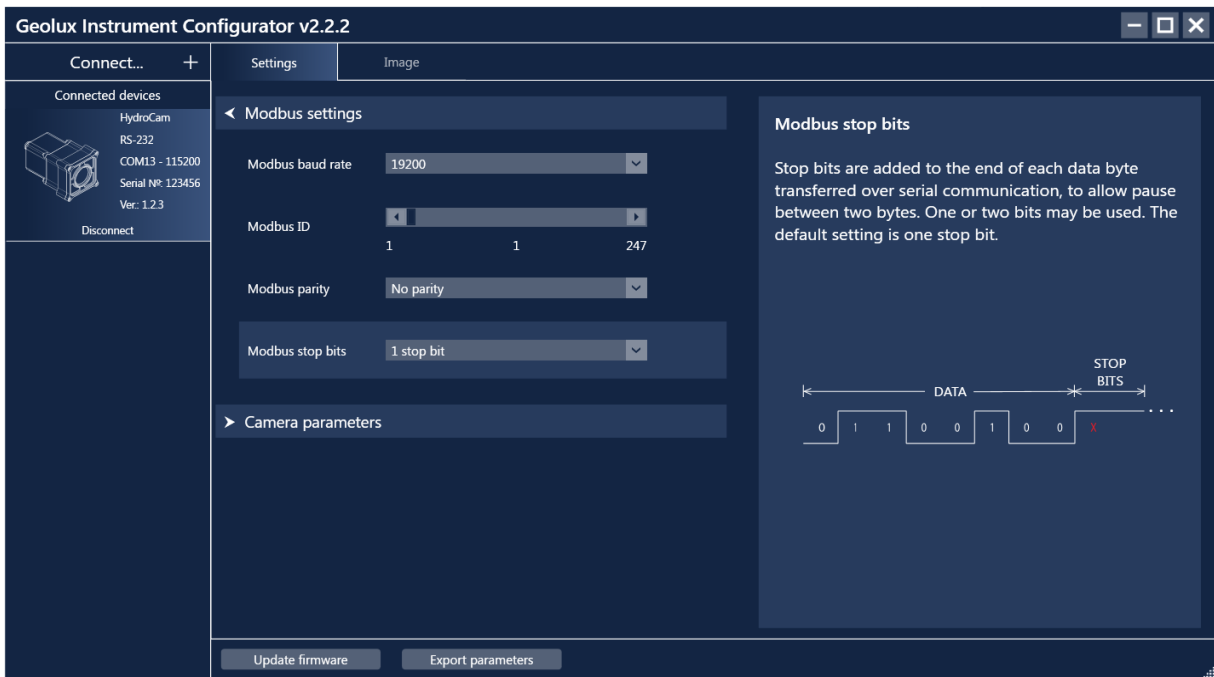 Geolux Instrument Configurator v2.2.2
Connect... +
Settings
Image
Connected devices
HydroCam
RS-232
COM13 - 115200
Serial Nº: 123456
Ver.: 1.2.3
Disconnect
Modbus settings
Modbus baud rate
19200
Modbus ID
1 1 247
Modbus parity
No parity
Modbus stop bits
1 stop bit
Camera parameters
Modbus stop bits
Stop bits are added to the end of each data byte
transferred over serial communication, to allow pause
between two bytes. One or two bits may be used. The
default setting is one stop bit.
STOP
BITS
DATA
0 1 1 0 0 1 0 0 X
Update firmware
Export parameters